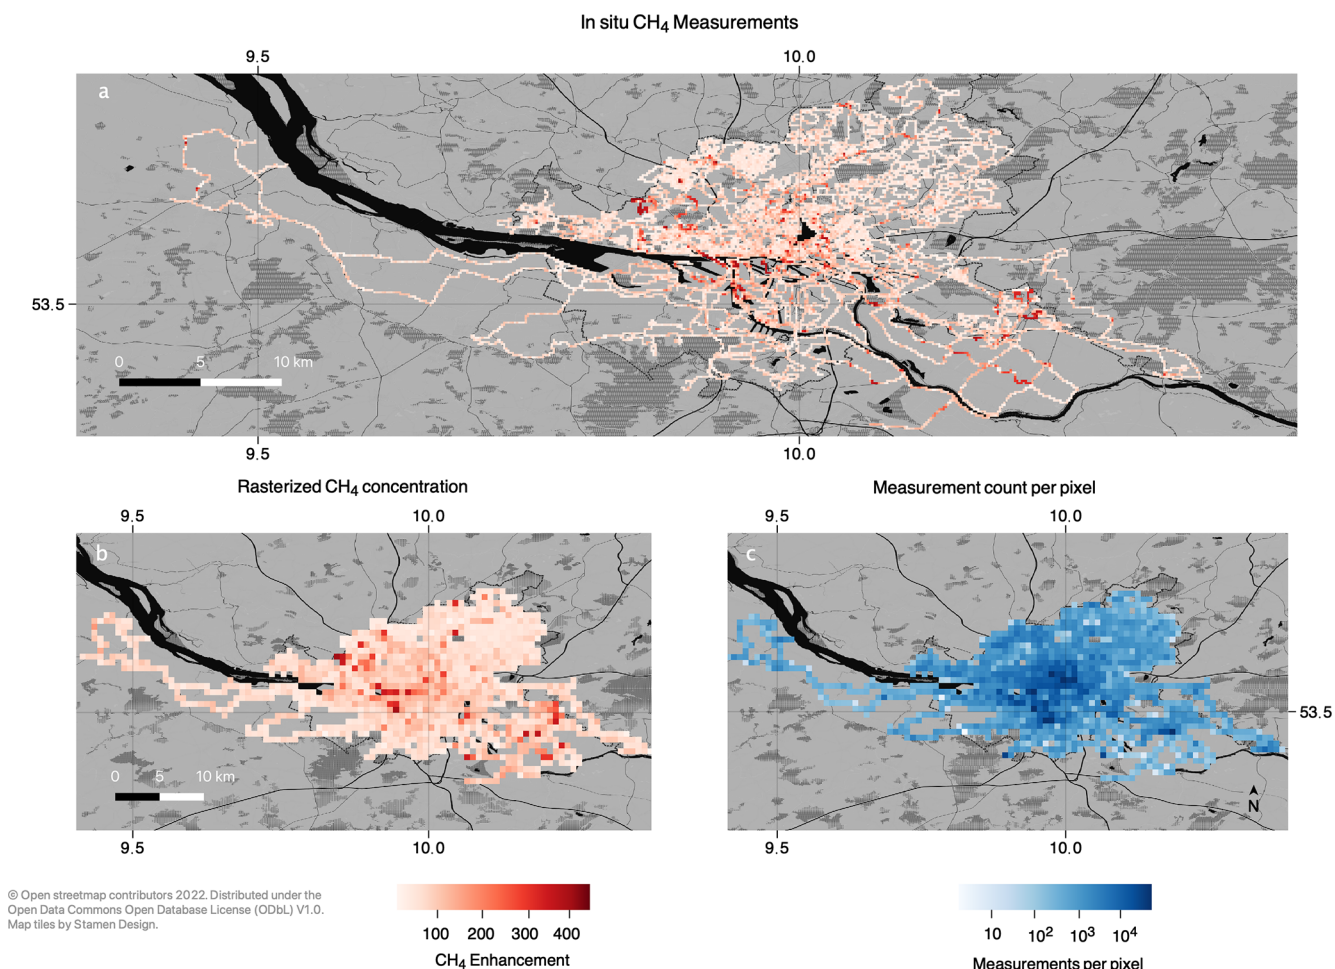 In situ CH₄ Measurements
9.5 10.0
a
53.5
0 5 10 km
9.5 10.0
Rasterized CH₄ concentration
Measurement count per pixel
9.5 10.0
9.5 10.0
b
c
53.5
0 5 10 km
N
9.5 10.0
9.5 10.0
© Open streetmap contributors 2022. Distributed under the
Open Data Commons Open Database License (ODbL) V1.0.
Map tiles by Stamen Design.
100 200 300 400
CH₄ Enhancement
10 10² 10³ 10⁴
Measurements per pixel